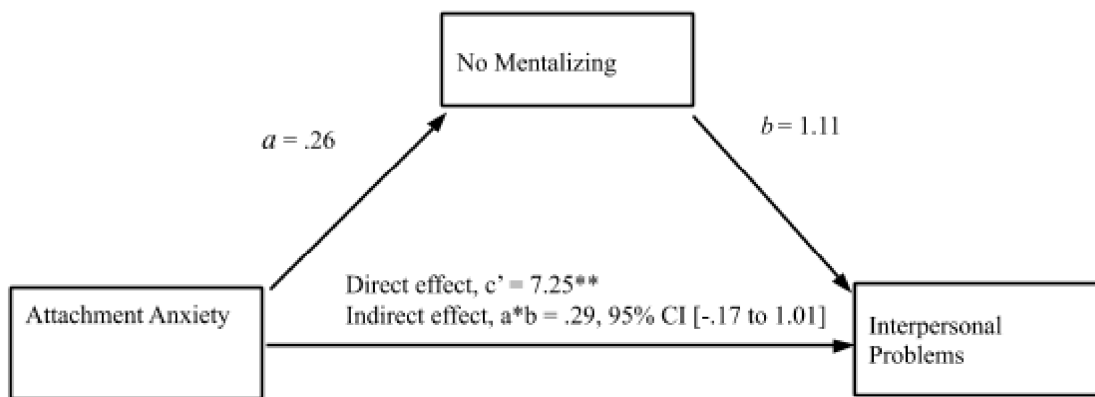 No Mentalizing
a = .26
b = 1.11
Direct effect, c’ = 7.25**
Indirect effect, a*b = .29, 95% CI [-.17 to 1.01]
Attachment Anxiety
Interpersonal
Problems